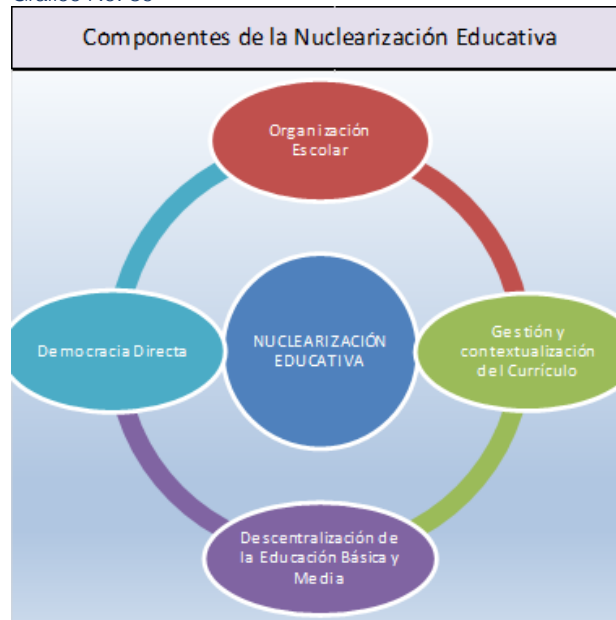 Componentes de la Nuclearización Educativa
Organización
Escolar
Democracia Directa
NUCLEARIZACIÓN
EDUCATIVA
Gestión y
contextualización
del Currículo
Descentralización de
la Educación Básica y
Media